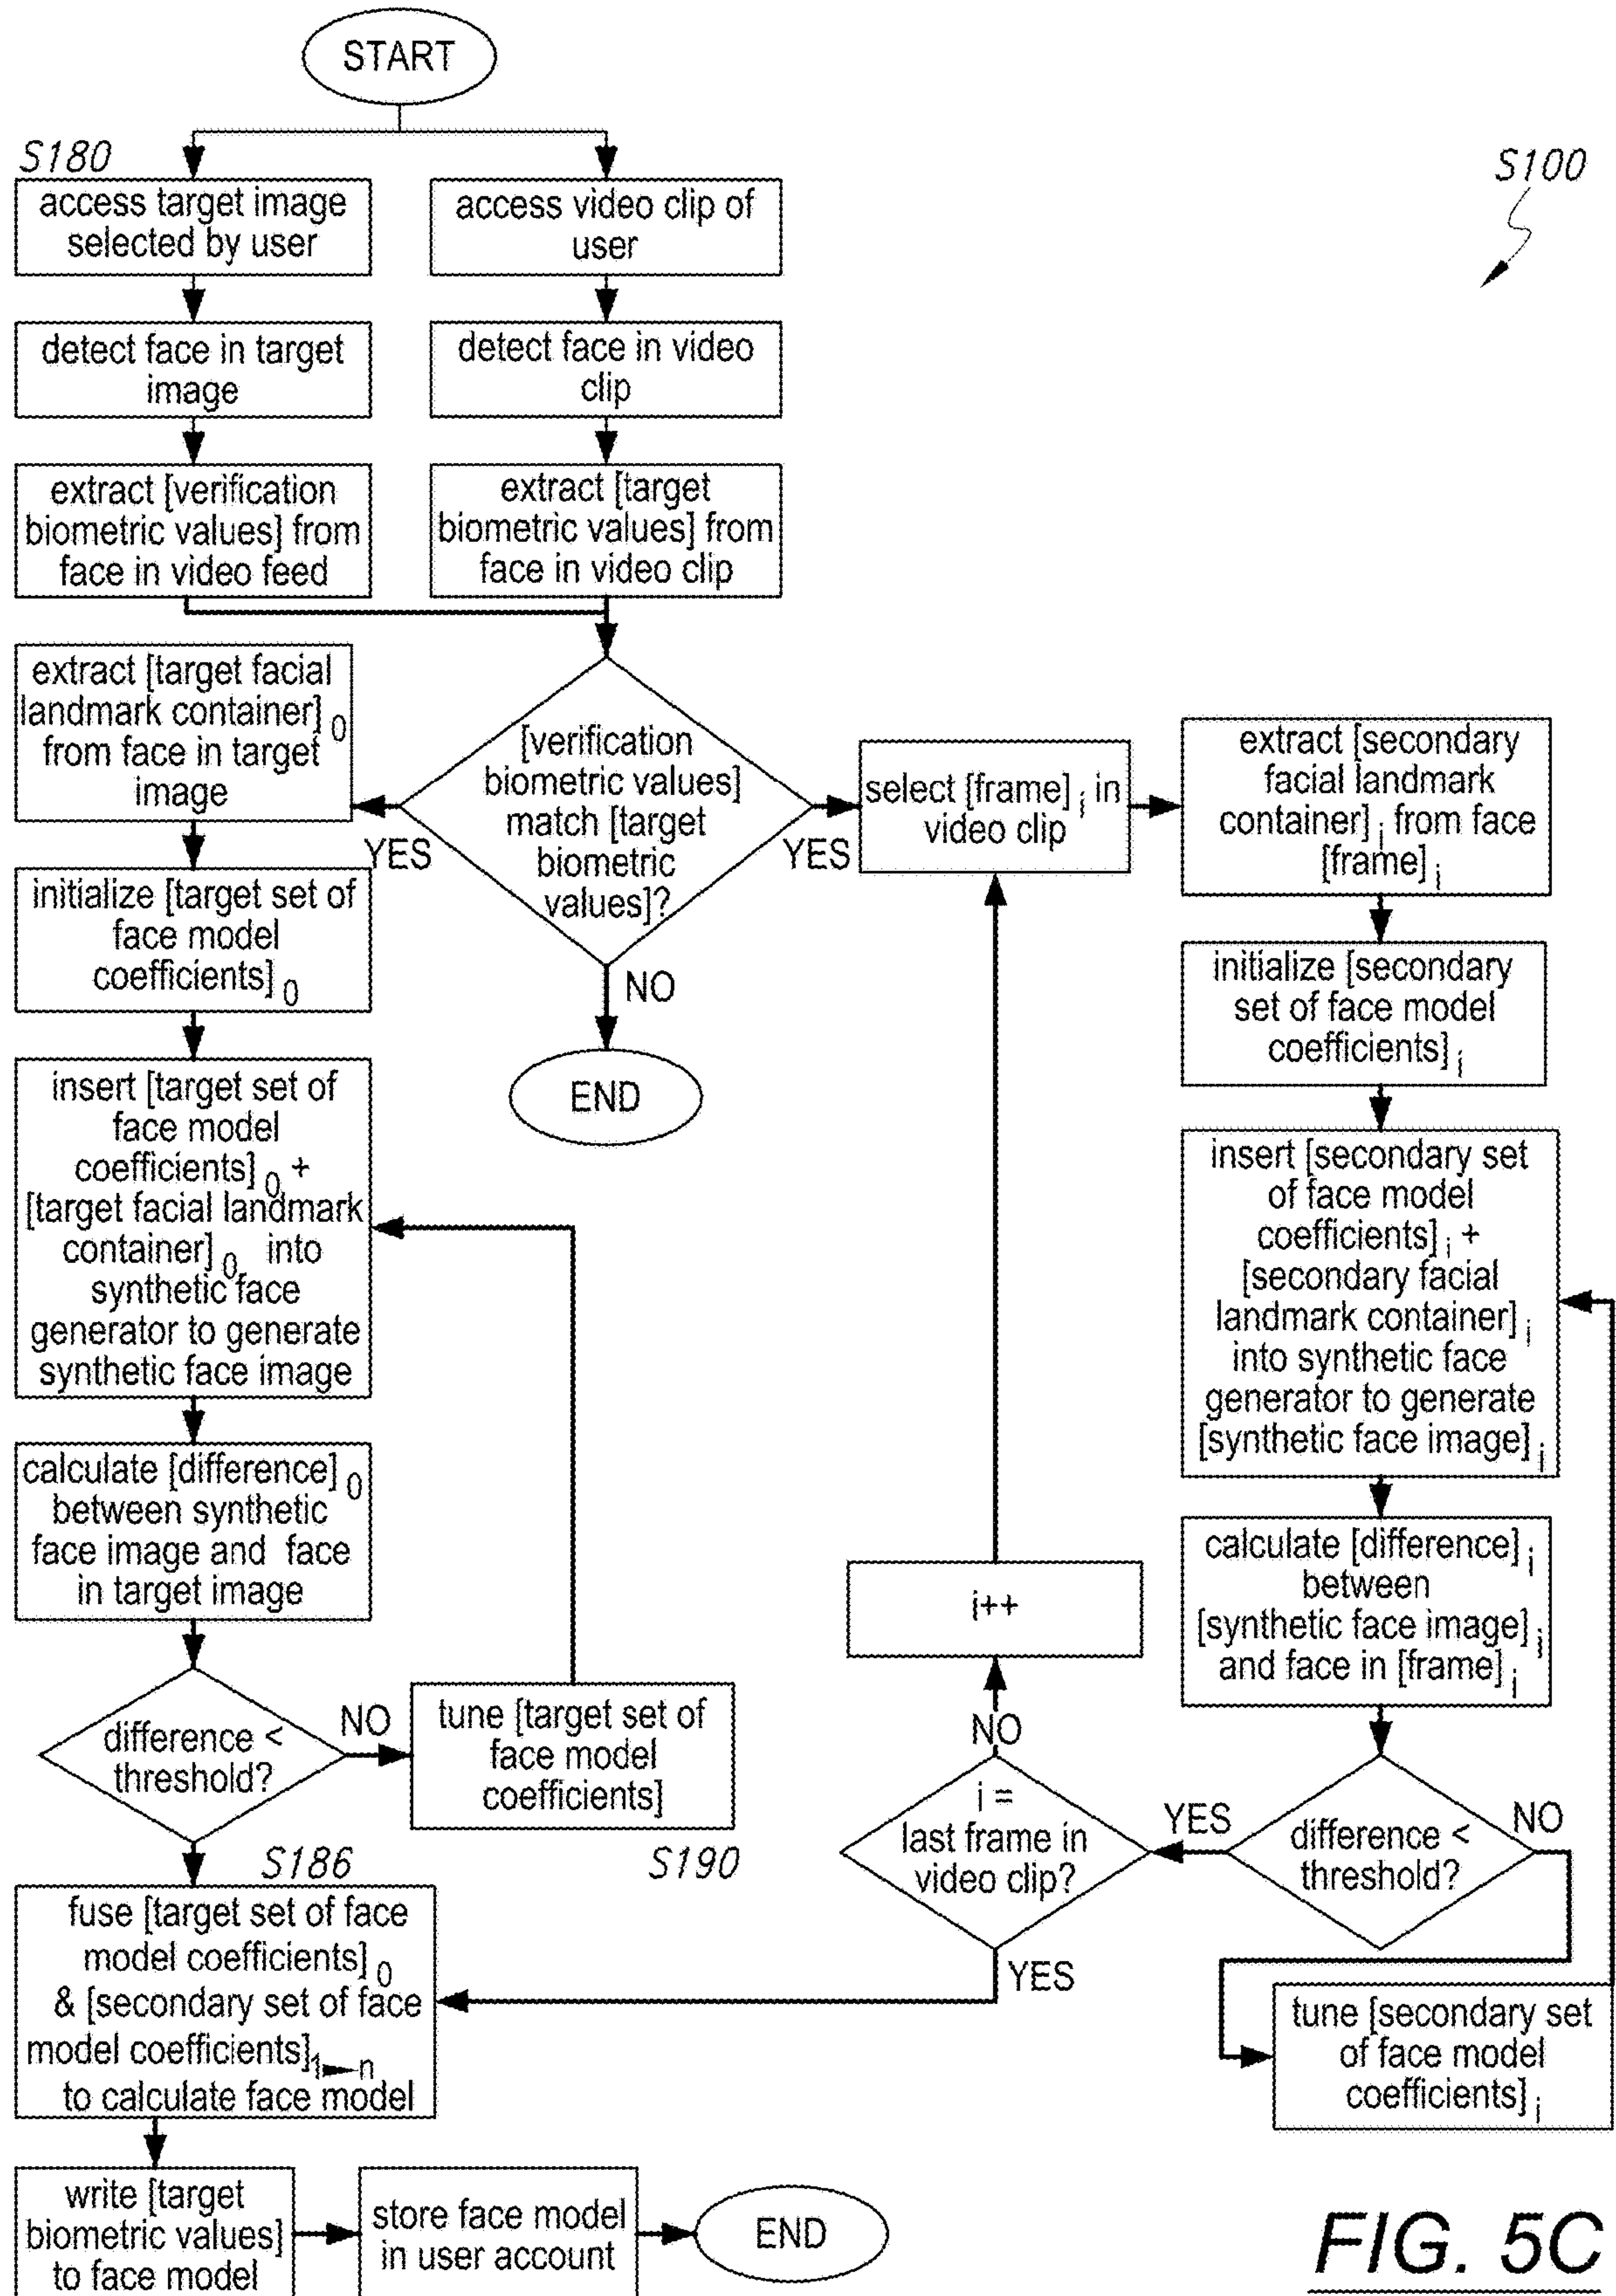 START
S180
S100
access target image
selected by user
access video clip of
user
detect face in target
image
detect face in video
clip
extract [verification
biometric values] from
face in video feed
extract [target
biometric values] from
face in video clip
extract [target facial
landmark container] 0
from face in target
image
[verification
biometric values]
match [target
biometric
values]?
YES
YES
NO
END
select [frame] i in
video clip
extract [secondary
facial landmark
container] i from face
[frame] i
initialize [target set of
face model
coefficients] 0
initialize [secondary
set of face model
coefficients] i
insert [target set of
face model
coefficients] 0 +
[target facial landmark
container] 0 into
synthetic face
generator to generate
synthetic face image
insert [secondary set
of face model
coefficients] i +
[secondary facial
landmark container] i
into synthetic face
generator to generate
[synthetic face image] i
calculate [difference] 0
between synthetic
face image and face
in target image
calculate [difference] i
between
[synthetic face image] i
and face in [frame] i
i++
NO
difference <
threshold?
NO
tune [target set of
face model
coefficients]
S190
i =
last frame in
video clip?
YES
YES
difference <
threshold?
NO
tune [secondary set
of face model
coefficients] i
S186
fuse [target set of face
model coefficients] 0
& [secondary set of face
model coefficients] 1►n
to calculate face model
write [target
biometric values]
to face model
store face model
in user account
END
FIG. 5C